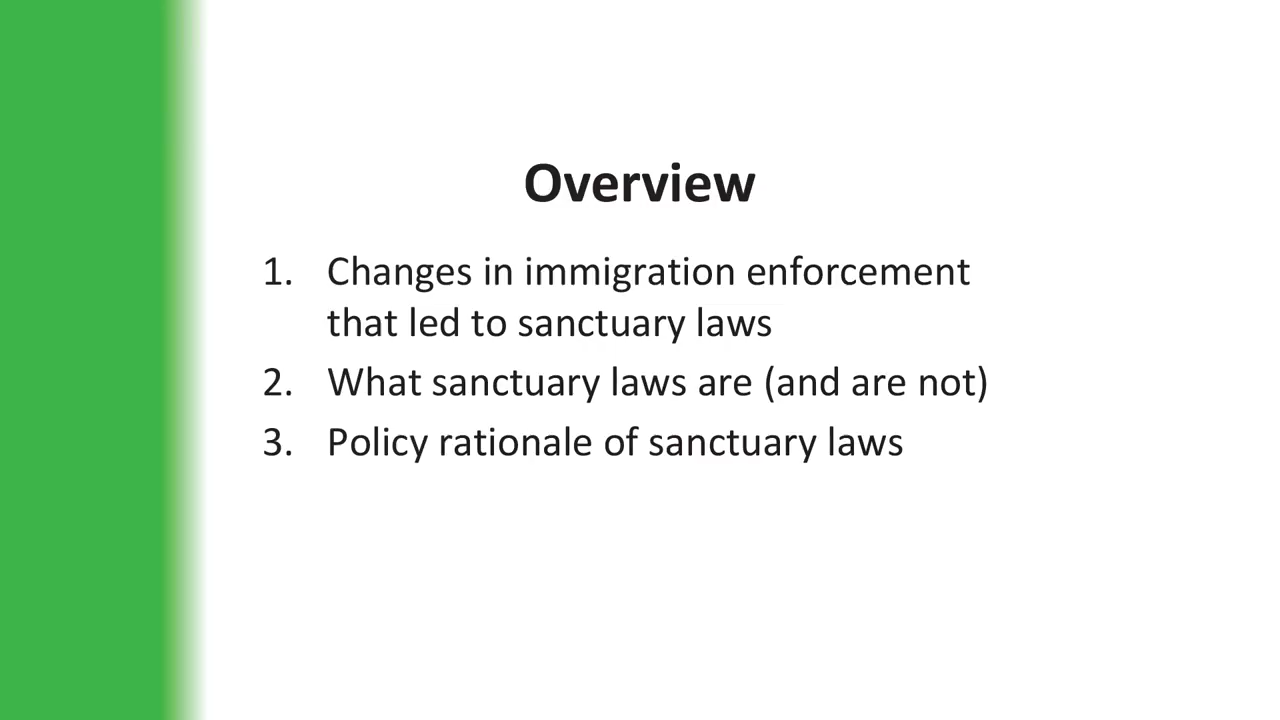 Overview
1. Changes in immigration enforcement
that led to sanctuary laws
2. What sanctuary laws are (and are not)
3. Policy rationale of sanctuary laws